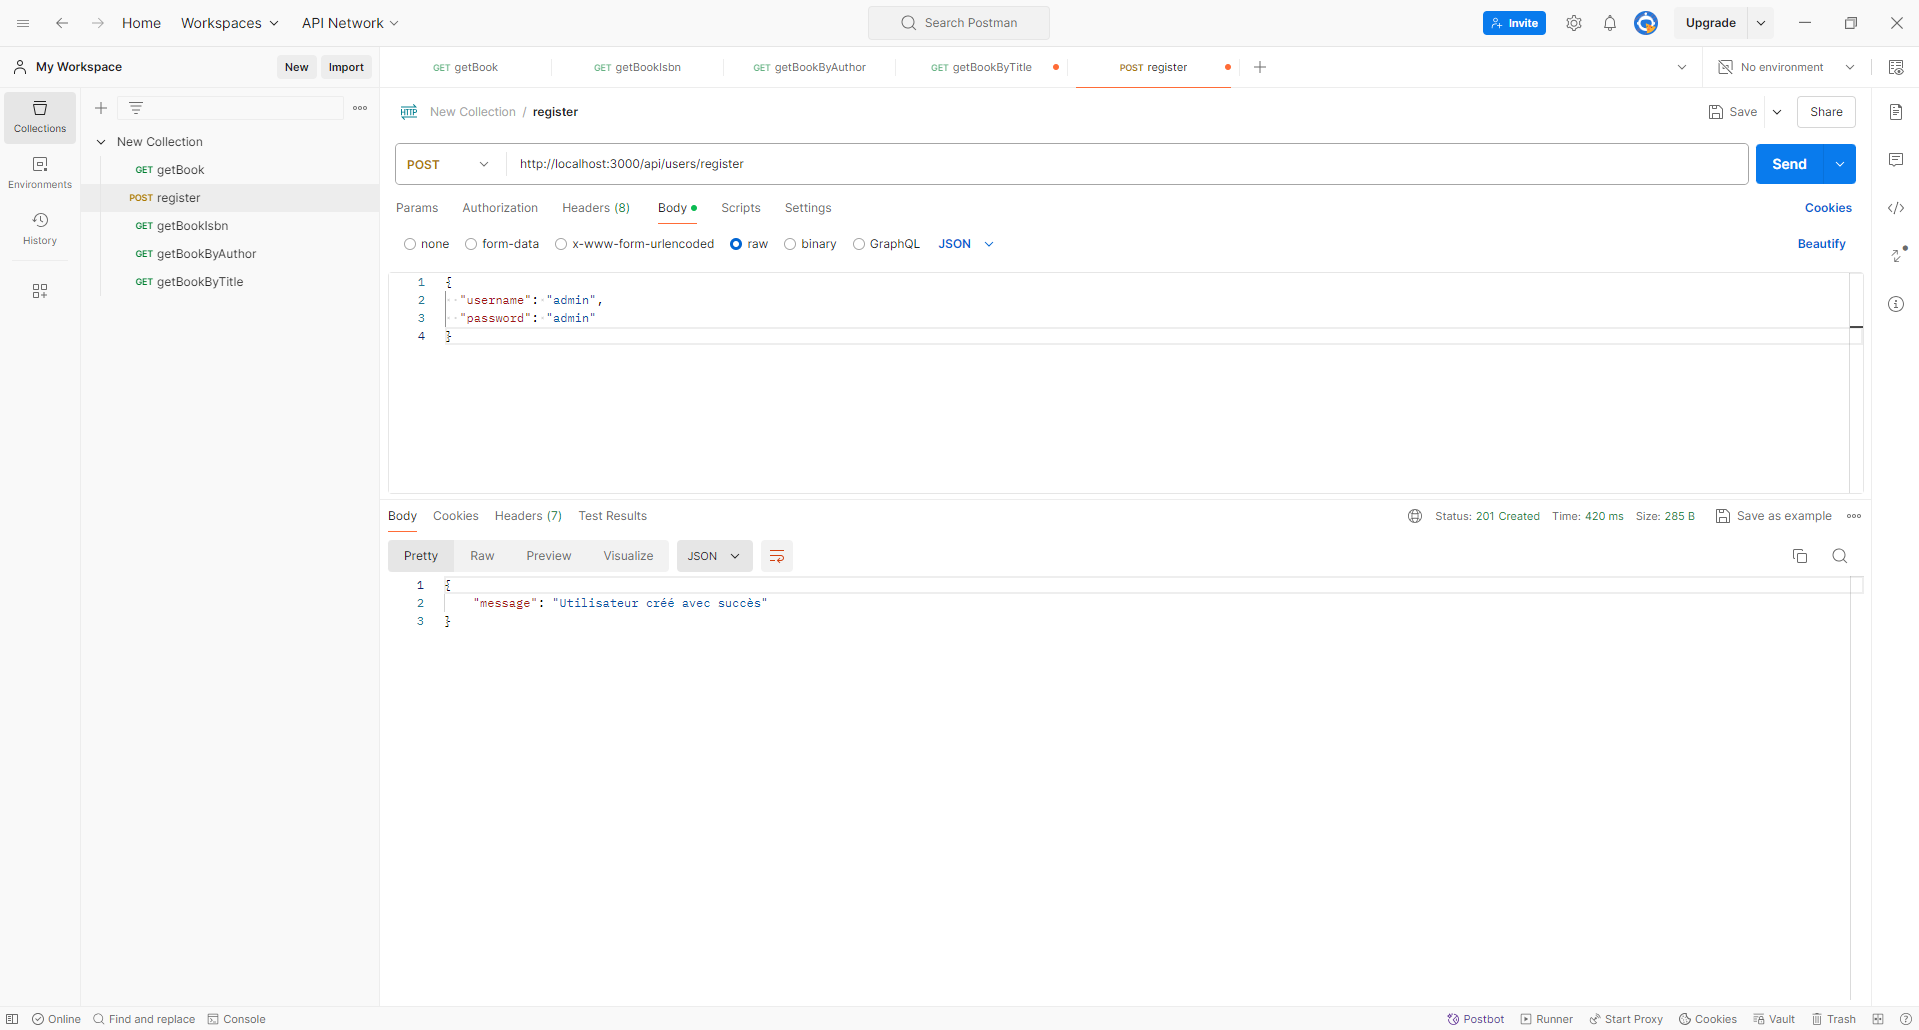 Home Workspaces API Network Search Postman Invite Upgrade
My Workspace New Import GET getBook GET getBookIsbn GET getBookByAuthor GET getBookByTitle POST register No environment
Collections
Environments
History
New Collection
GET getBook
POST register
GET getBookIsbn
GET getBookByAuthor
GET getBookByTitle
HTTP New Collection / register Save Share
POST http://localhost:3000/api/users/register Send
Params Authorization Headers (8) Body Scripts Settings Cookies
none form-data x-www-form-urlencoded raw binary GraphQL JSON Beautify
1 {
2 "username": "admin",
3 "password": "admin"
4 }
Body Cookies Headers (7) Test Results Status: 201 Created Time: 420 ms Size: 285 B Save as example
Pretty Raw Preview Visualize JSON
1 {
2 "message": "Utilisateur créé avec succès"
3 }
Online Find and replace Console Postbot Runner Start Proxy Cookies Vault Trash